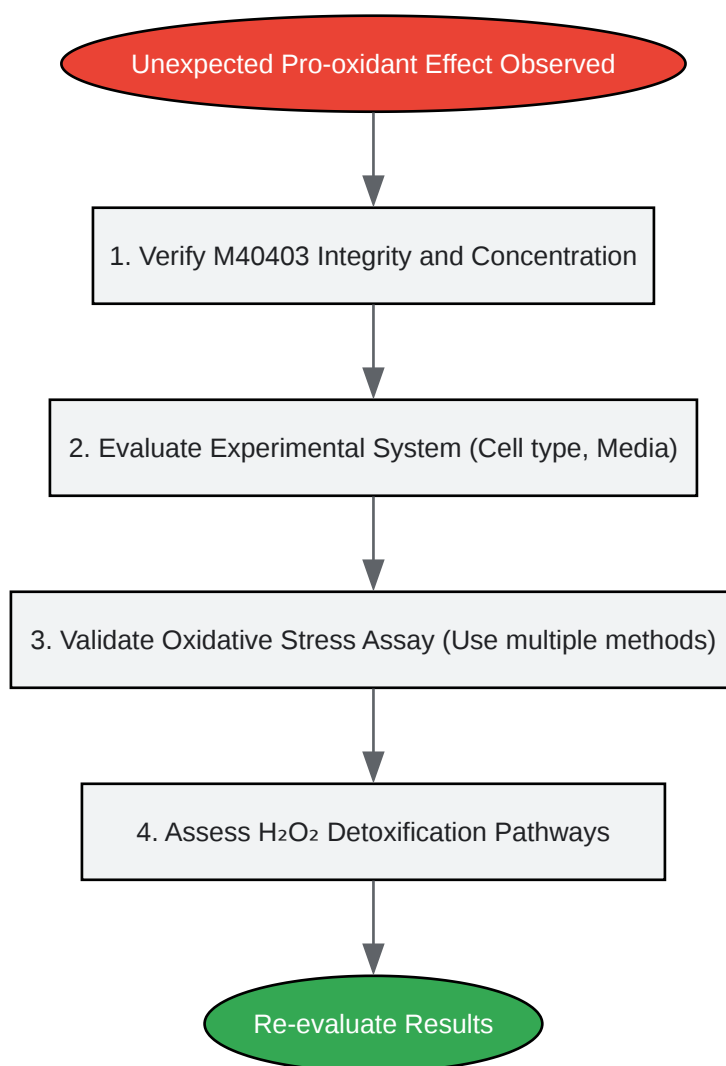 Unexpected Pro-oxidant Effect Observed
1. Verify M40403 Integrity and Concentration
2. Evaluate Experimental System (Cell type, Media)
3. Validate Oxidative Stress Assay (Use multiple methods)
4. Assess H₂O₂ Detoxification Pathways
Re-evaluate Results